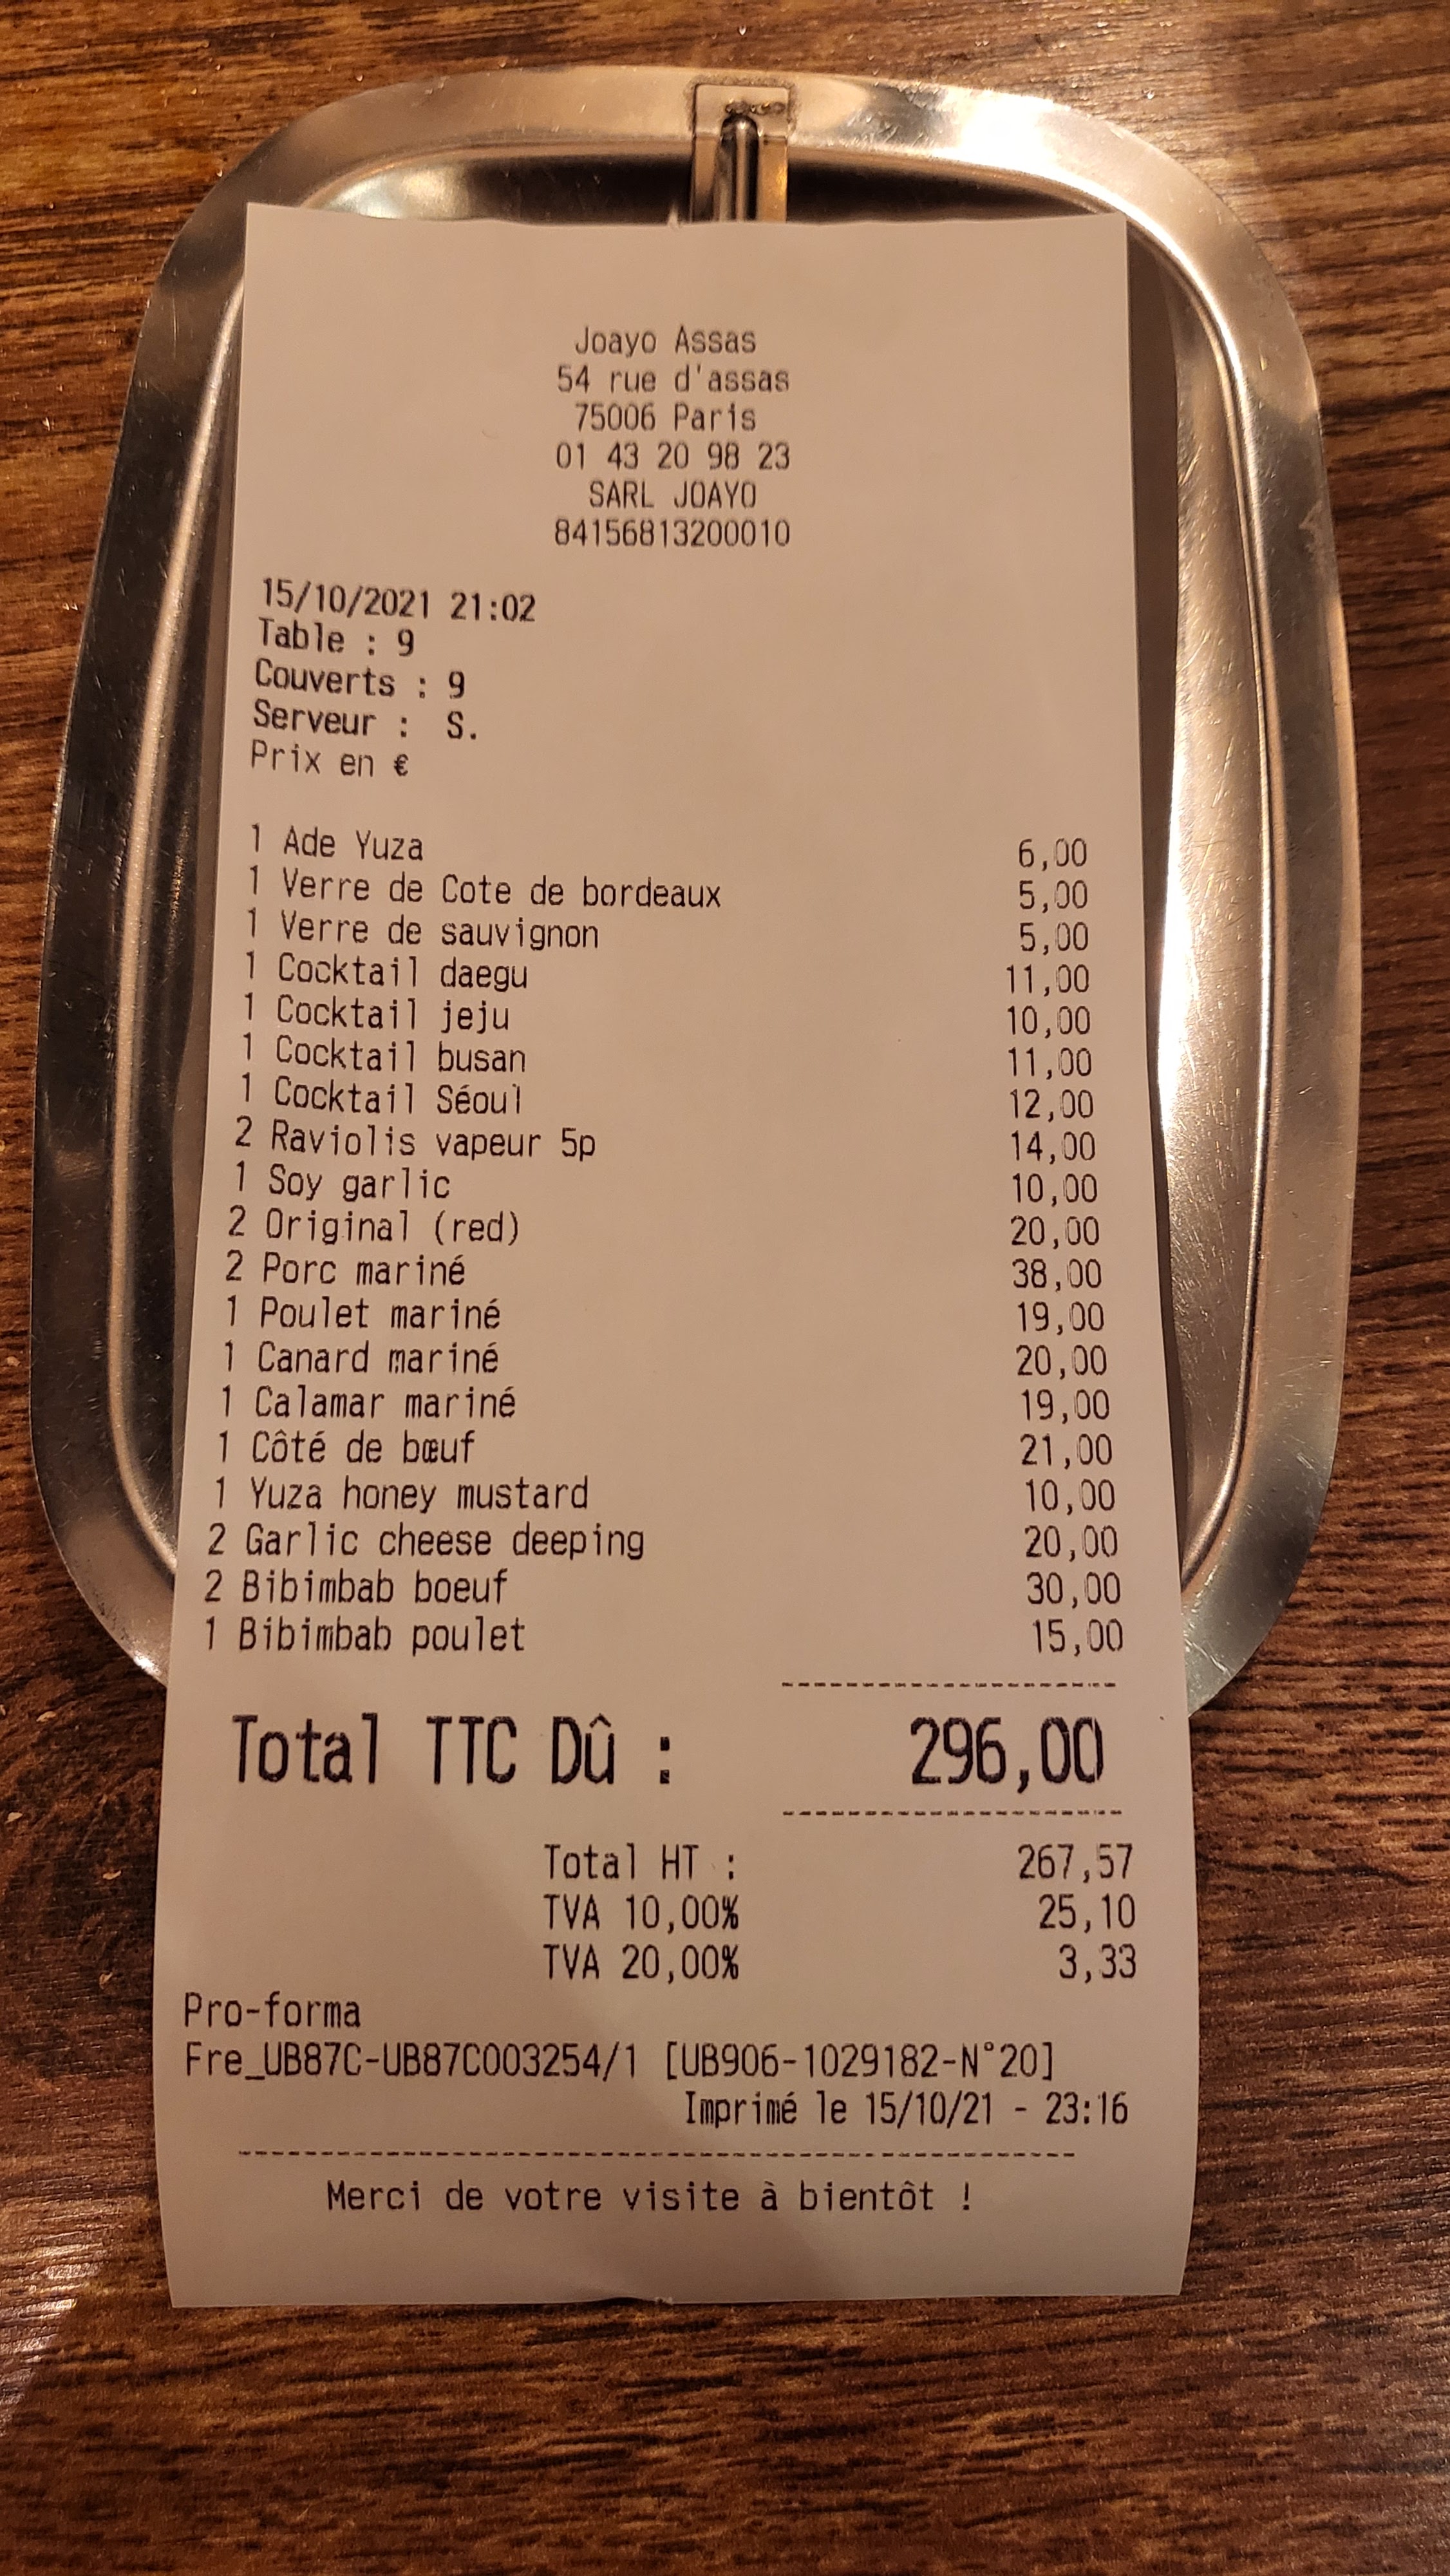 Joayo Assas
54 rue d'assas
75006 Paris
01 43 20 98 23
SARL JOAYO
84156813200010
15/10/2021 21:02
Table : 9
Couverts : 9
Serveur : S.
Prix en €
1 Ade Yuza 6,00
1 Verre de Cote de bordeaux 5,00
1 Verre de sauvignon 5,00
1 Cocktail daegu 11,00
1 Cocktail jeju 10,00
1 Cocktail busan 11,00
1 Cocktail Séoul 12,00
2 Raviolis vapeur 5p 14,00
1 Soy garlic 10,00
2 Original (red) 20,00
2 Porc mariné 38,00
1 Poulet mariné 19,00
1 Canard mariné 20,00
1 Calamar mariné 19,00
1 Côté de bœuf 21,00
1 Yuza honey mustard 10,00
2 Garlic cheese deeping 20,00
2 Bibimbab boeuf 30,00
1 Bibimbab poulet 15,00
Total TTC Dû : 296,00
Total HT : 267,57
TVA 10,00% 25,10
TVA 20,00% 3,33
Pro-forma
Fre_UB87C-UB87C003254/1 [UB906-1029182-N°20]
Imprimé le 15/10/21 - 23:16
Merci de votre visite à bientôt !